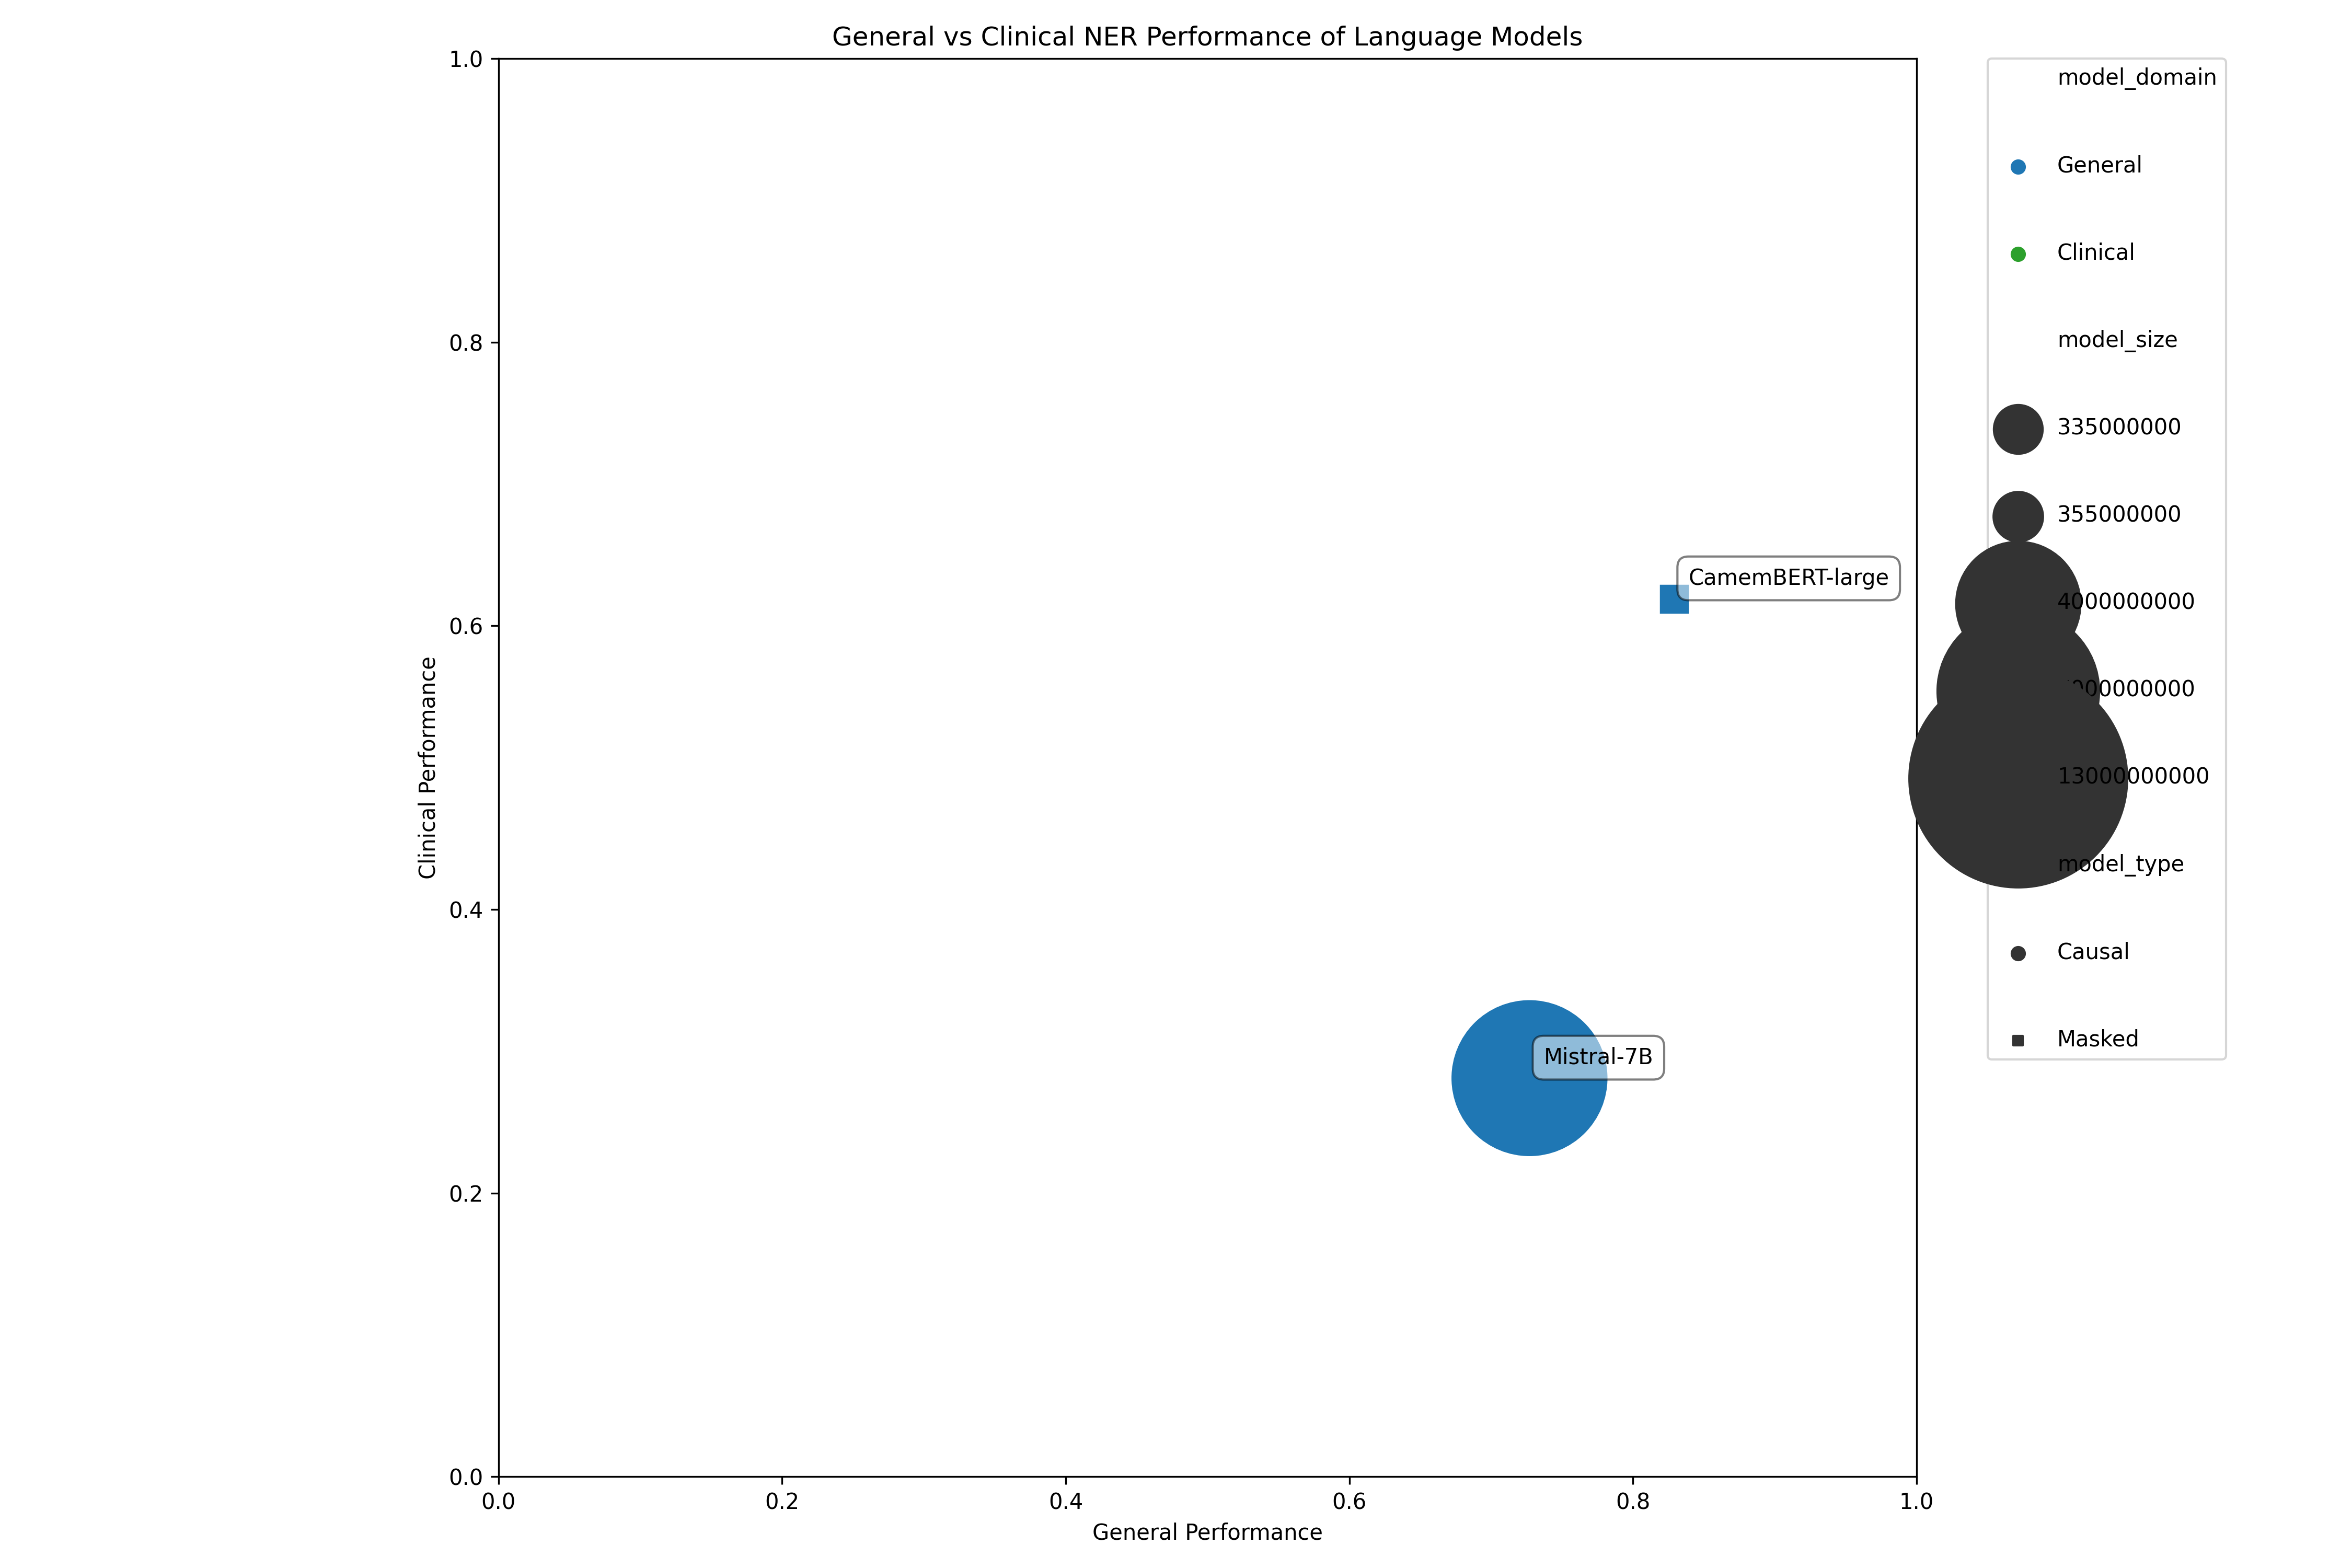 General vs Clinical NER Performance of Language Models
1.0
0.8
0.6
0.4
0.2
0.0
Clinical Performance
CamemBERT-large
Mistral-7B
0.0
0.2
0.4
0.6
0.8
1.0
General Performance
model_domain
General
Clinical
model_size
335000000
355000000
4000000000
13000000000
model_type
Causal
Masked